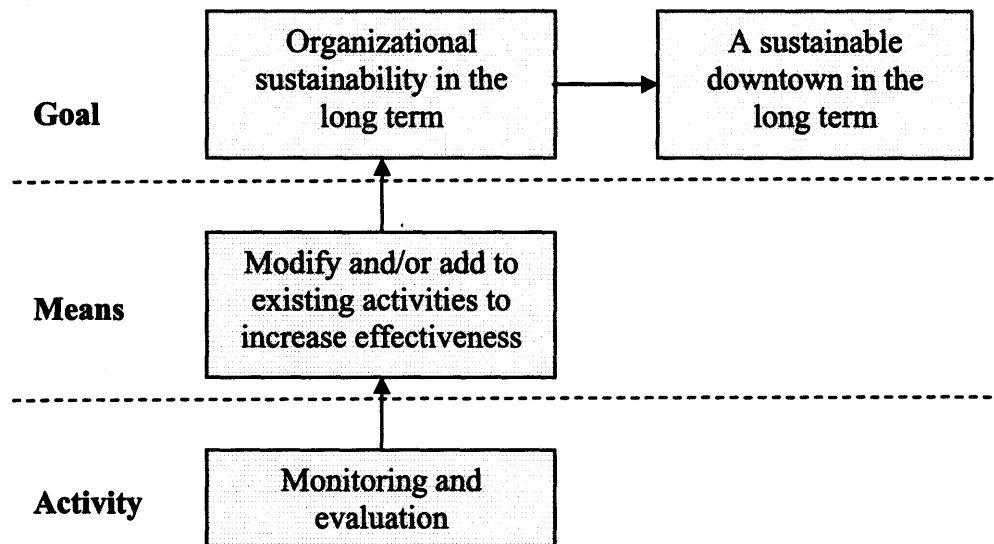 Goal
Organizational
sustainability in the
long term
A sustainable
downtown in the
long term
Means
Modify and/or add to
existing activities to
increase effectiveness
Activity
Monitoring and
evaluation